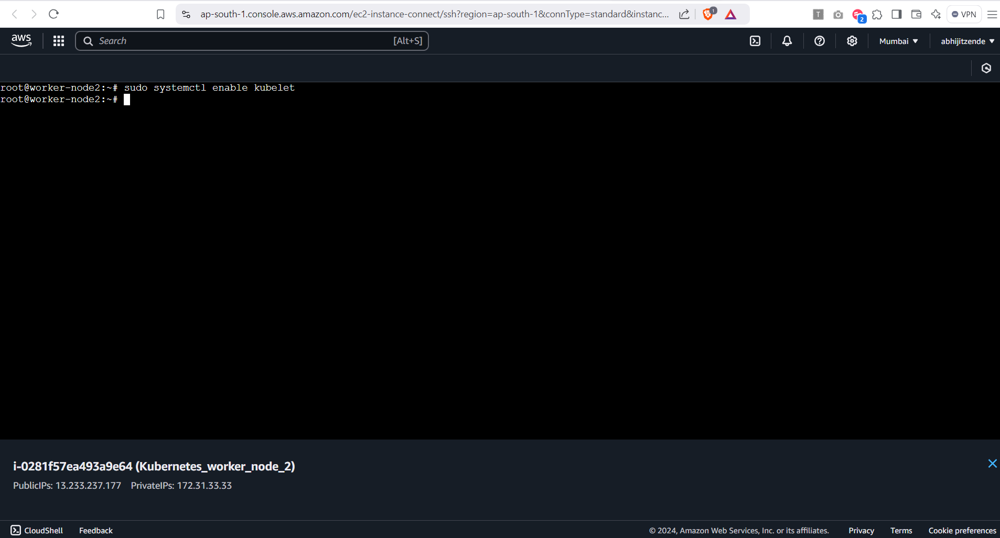 ap-south-1.console.aws.amazon.com/ec2-instance-connect/ssh?region=ap-south-1&connType=standard&instanc...
1
T
2
VPN
aws
Search
[Alt+S]
Mumbai
abhijitzende
root@worker-node2:~# sudo systemctl enable kubelet
root@worker-node2:~#
i-0281f57ea493a9e64 (Kubernetes_worker_node_2)
PublicIPs: 13.233.237.177 PrivateIPs: 172.31.33.33
CloudShell Feedback © 2024, Amazon Web Services, Inc. or its affiliates. Privacy Terms Cookie preferences